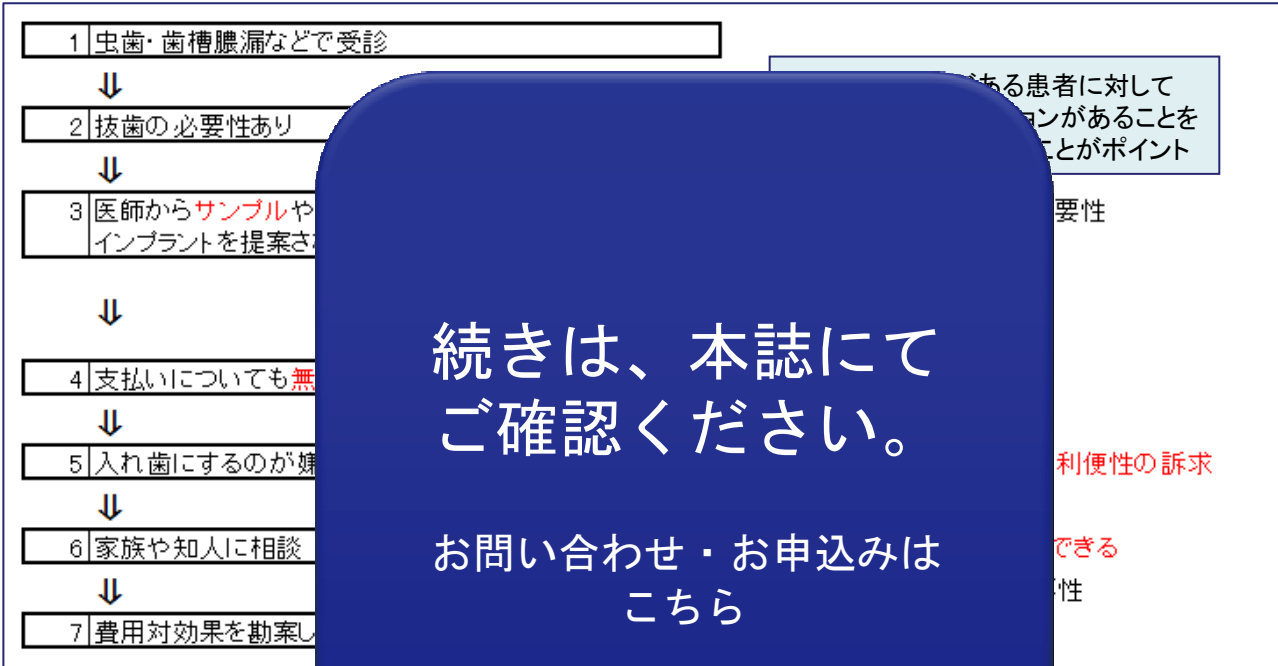 1 虫歯・歯槽膿漏などで受診
⇓
ある患者に対して
ンがあることを
とがポイント
2 抜歯の必要性あり
⇓
3 医師からサンプルや
インプラントを提案さ
要性
⇓
4 支払いについても無
⇓
5 入れ歯にするのが嫌
利便性の訴求
⇓
6 家族や知人に相談
できる
⇓
性
7 費用対効果を勘案し
続きは、本誌にて
ご確認ください。
お問い合わせ・お申込みは
こちら